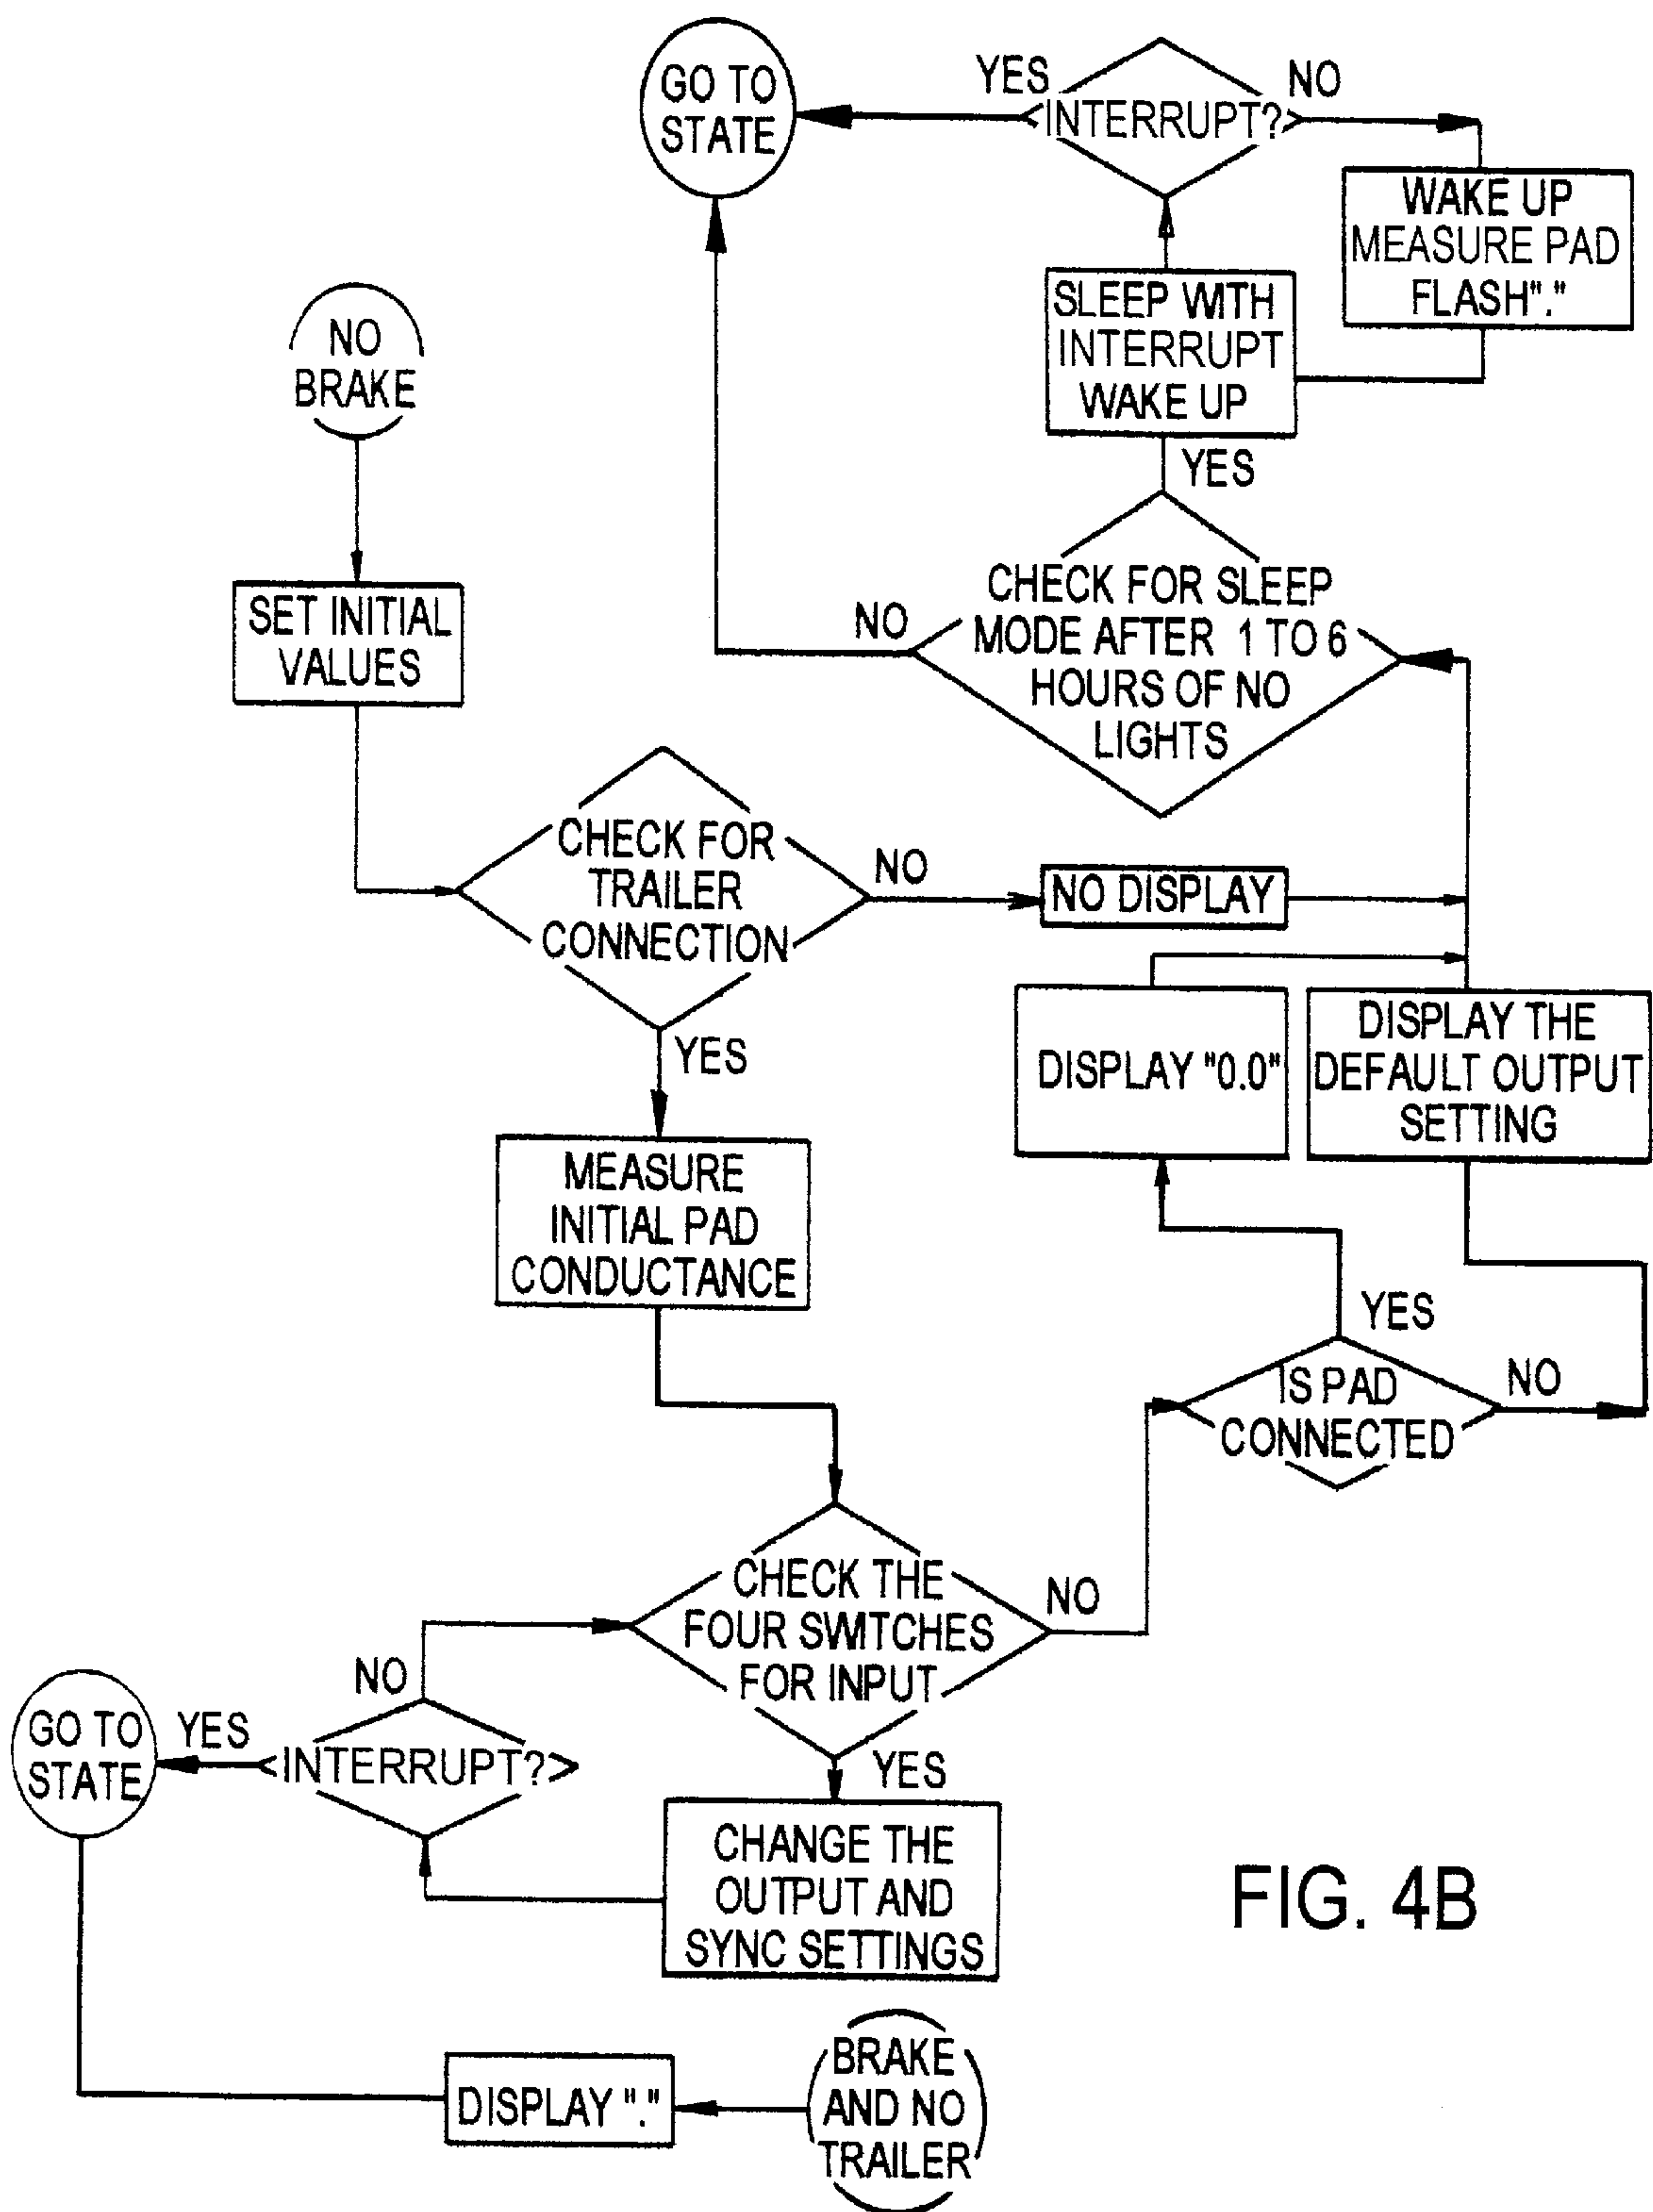 GO TO
STATE
YES
INTERRUPT?
NO
WAKE UP
MEASURE PAD
FLASH"."
SLEEP WITH
INTERRUPT
WAKE UP
YES
NO
BRAKE
SET INITIAL
VALUES
CHECK FOR SLEEP
MODE AFTER 1 TO 6
HOURS OF NO
LIGHTS
NO
CHECK FOR
TRAILER
CONNECTION
NO
NO DISPLAY
YES
DISPLAY "0.0"
DISPLAY THE
DEFAULT OUTPUT
SETTING
MEASURE
INITIAL PAD
CONDUCTANCE
YES
IS PAD
CONNECTED
NO
CHECK THE
FOUR SWITCHES
FOR INPUT
NO
NO
GO TO
STATE
YES
INTERRUPT?
YES
CHANGE THE
OUTPUT AND
SYNC SETTINGS
FIG. 4B
DISPLAY "."
BRAKE
AND NO
TRAILER